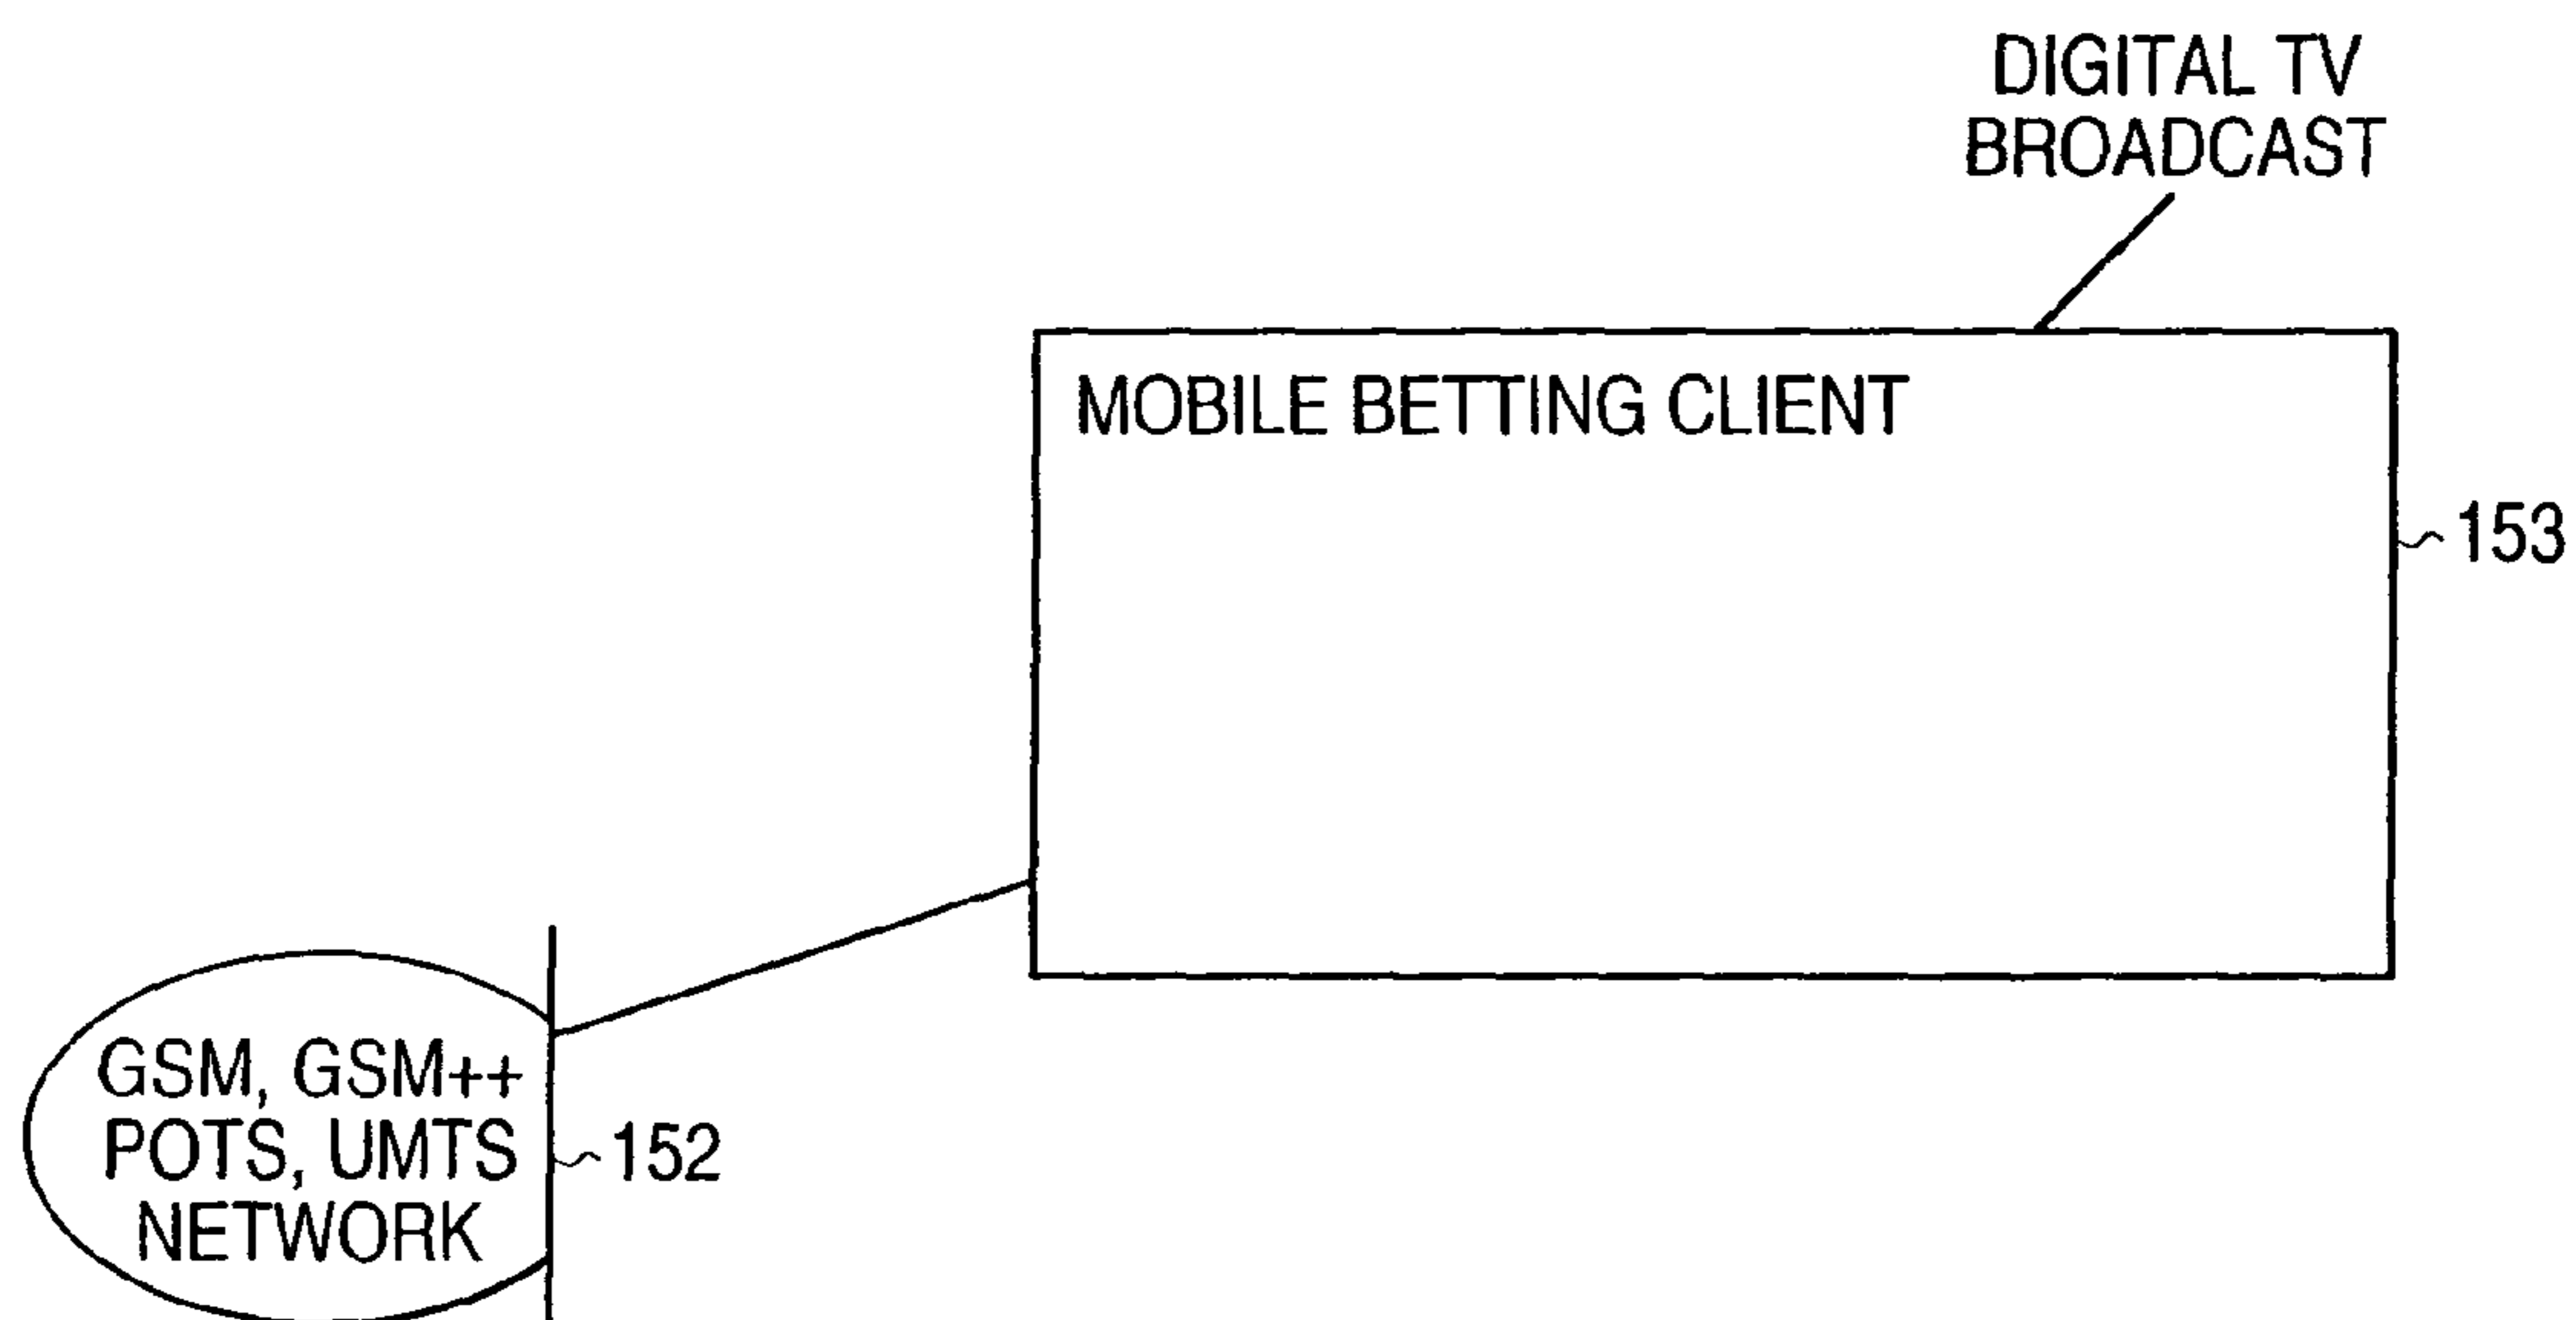 DIGITAL TV
BROADCAST
MOBILE BETTING CLIENT
153
GSM, GSM++
POTS, UMTS
NETWORK
152